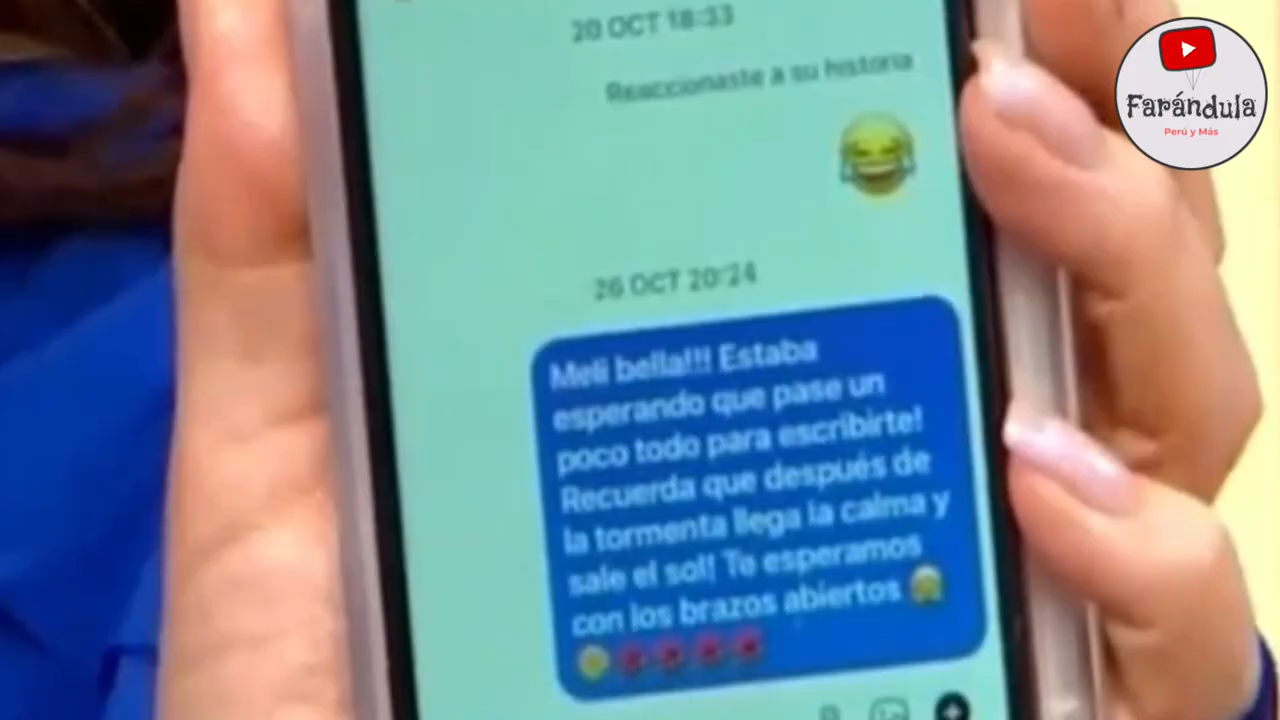 20 OCT 18:33
Reaccionaste a su historia
Farándula
Perú y Más
26 OCT 20:24
Meli bella!!! Estaba
esperando que pase un
poco todo para escribirte!
Recuerda que después de
la tormenta llega la calma y
sale el sol! Te esperamos
con los brazos abiertos